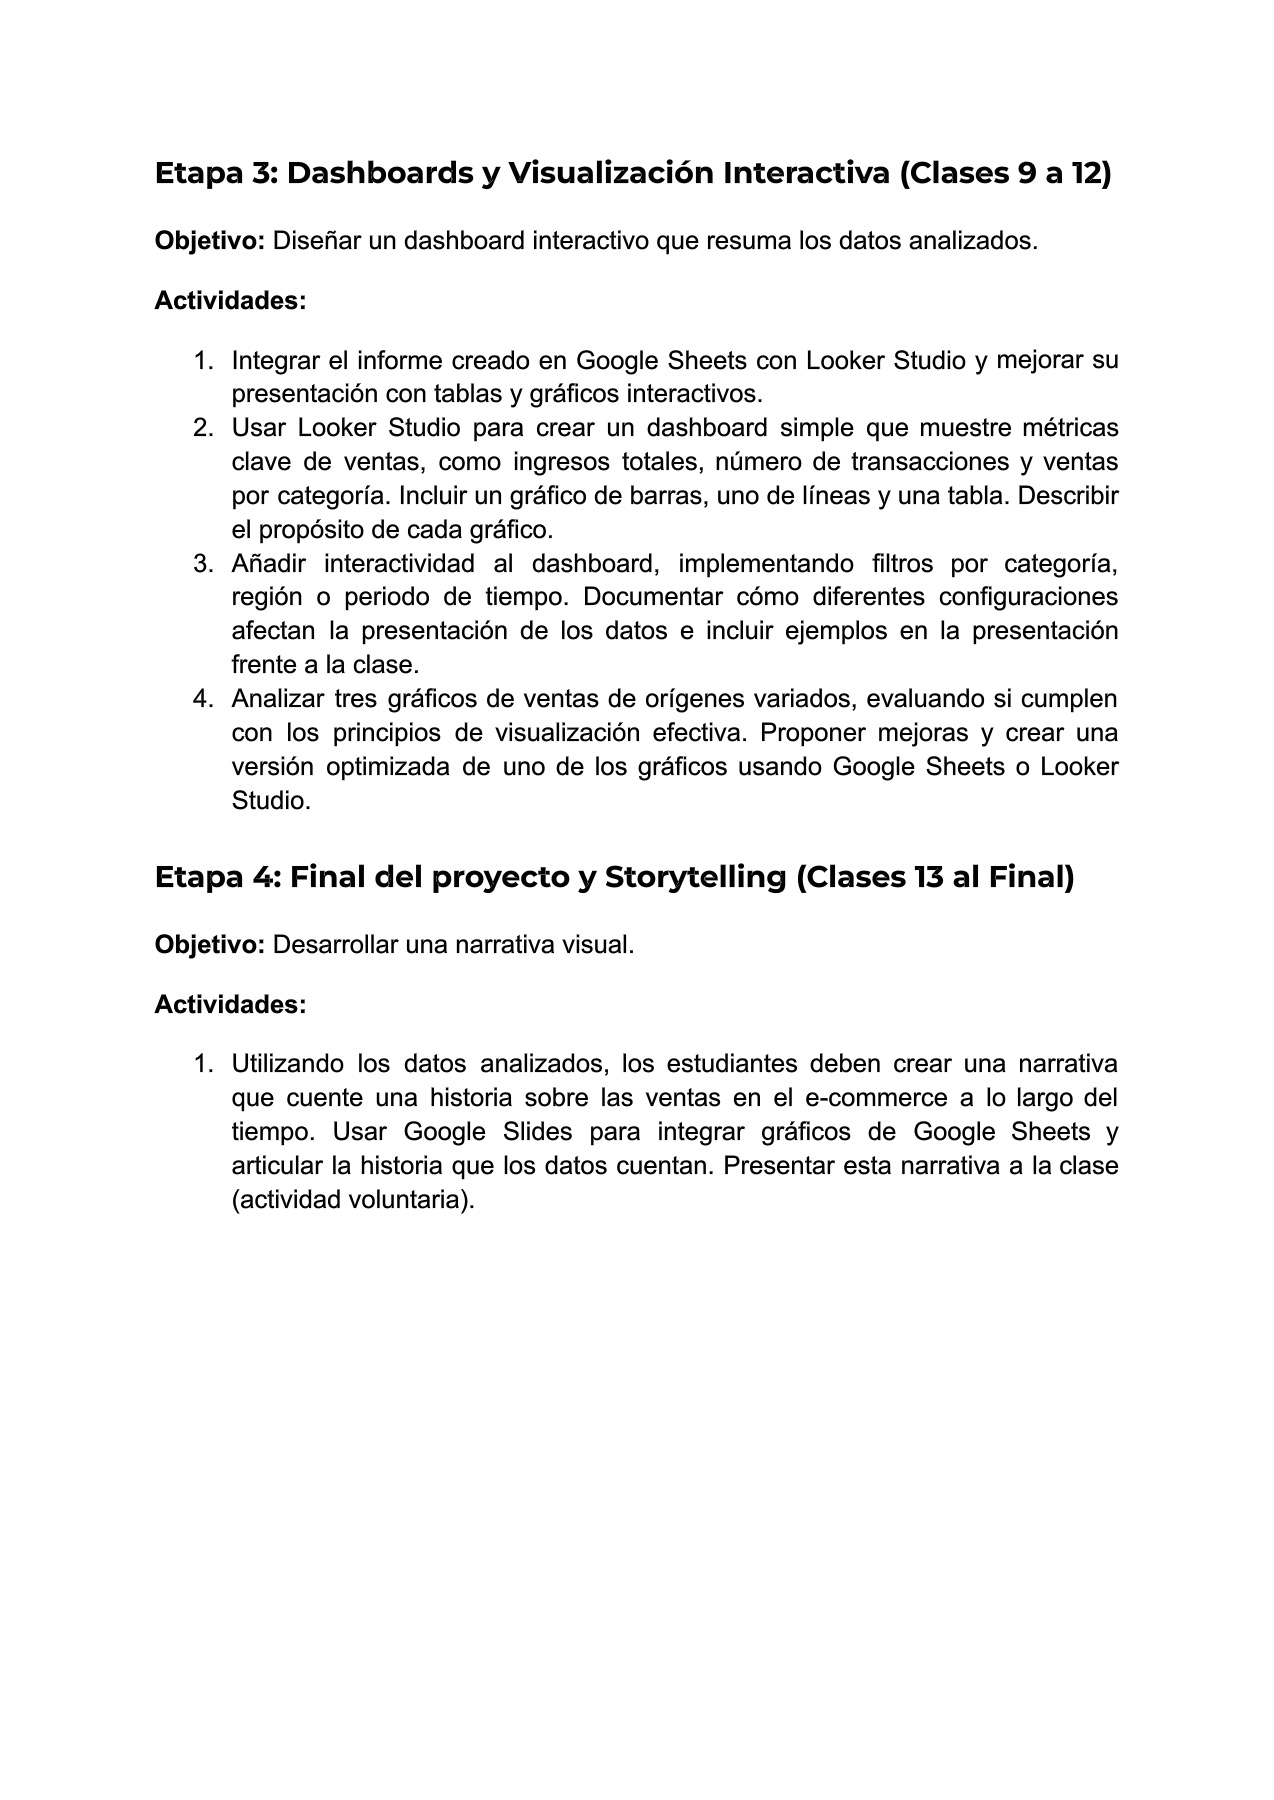 Etapa 3: Dashboards y Visualización Interactiva (Clases 9 a 12)
Objetivo: Diseñar un dashboard interactivo que resuma los datos analizados.
Actividades:
1. Integrar el informe creado en Google Sheets con Looker Studio y mejorar su
presentación con tablas y gráficos interactivos.
2. Usar Looker Studio para crear un dashboard simple que muestre métricas
clave de ventas, como ingresos totales, número de transacciones y ventas
por categoría. Incluir un gráfico de barras, uno de líneas y una tabla. Describir
el propósito de cada gráfico.
3. Añadir interactividad al dashboard, implementando filtros por categoría,
región o periodo de tiempo. Documentar cómo diferentes configuraciones
afectan la presentación de los datos e incluir ejemplos en la presentación
frente a la clase.
4. Analizar tres gráficos de ventas de orígenes variados, evaluando si cumplen
con los principios de visualización efectiva. Proponer mejoras y crear una
versión optimizada de uno de los gráficos usando Google Sheets o Looker
Studio.
Etapa 4: Final del proyecto y Storytelling (Clases 13 al Final)
Objetivo: Desarrollar una narrativa visual.
Actividades:
1. Utilizando los datos analizados, los estudiantes deben crear una narrativa
que cuente una historia sobre las ventas en el e-commerce a lo largo del
tiempo. Usar Google Slides para integrar gráficos de Google Sheets y
articular la historia que los datos cuentan. Presentar esta narrativa a la clase
(actividad voluntaria).